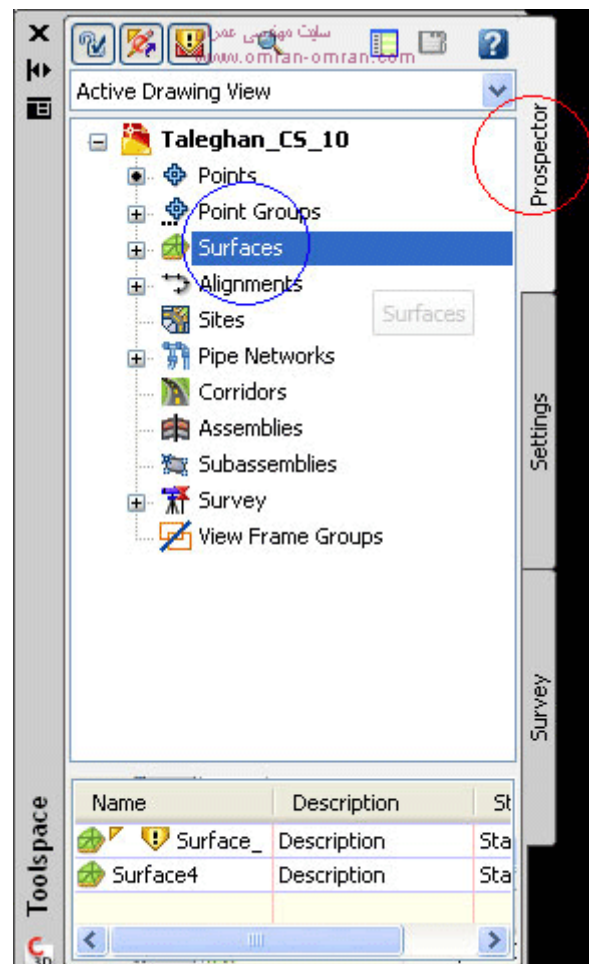 سایت مهندسی عمران
www.omran-omran.com
Active Drawing View
Taleghan_CS_10
Points
Point Groups
Surfaces
Alignments
Sites
Surfaces
Pipe Networks
Corridors
Assemblies
Subassemblies
Survey
View Frame Groups
Prospector
Settings
Survey
Name Description St
Surface_ Description Sta
Surface4 Description Sta
Toolspace
C 3D